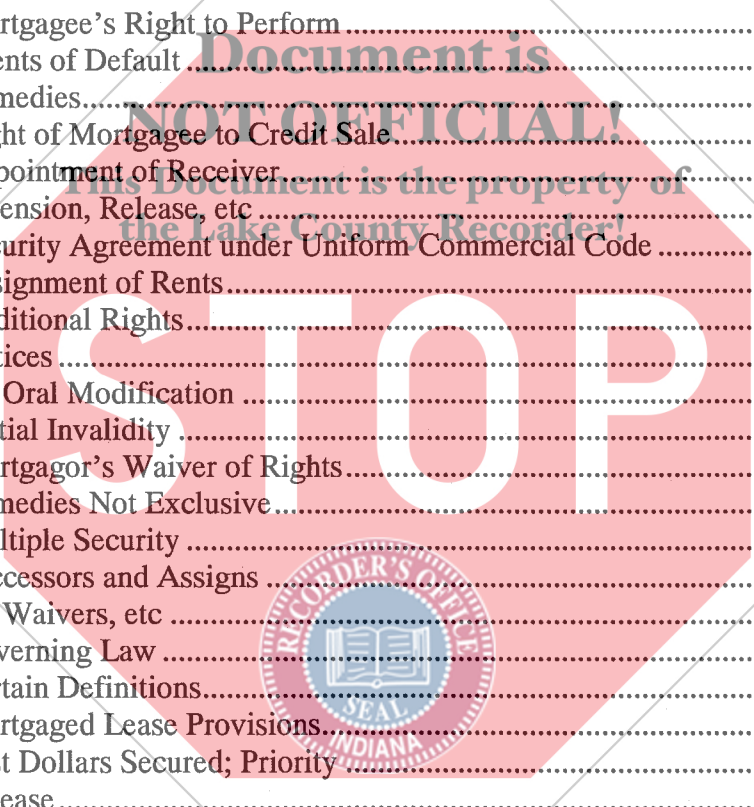 rtgagee's Right to Perform
ents of Default
Document is
medies
NOT OFFICIAL!
ght of Mortgagee to Credit Sale
pointment of Receiver
This Document is the property of
ension, Release, etc
the Lake County Recorder!
curity Agreement under Uniform Commercial Code
signment of Rents
ditional Rights
STOP
tices
Oral Modification
tial Invalidity
rtgagor's Waiver of Rights
medies Not Exclusive
ltiple Security
ccessors and Assigns
RECORDER'S OFFICE
Waivers, etc
verning Law
rtain Definitions
SEAL
rtgaged Lease Provisions
INDIANA
st Dollars Secured; Priority
ease